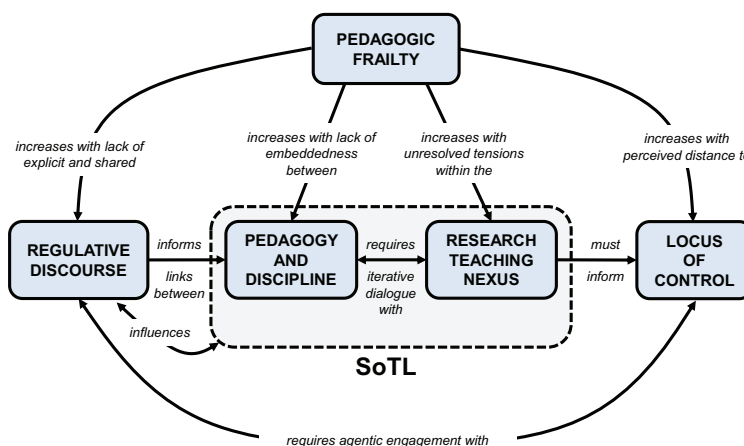 PEDAGOGIC
FRAILTY
increases with lack of
explicit and shared
increases with lack of
embeddedness
between
increases with
unresolved tensions
within the
increases with
perceived distance to
REGULATIVE
DISCOURSE
informs
links
between
PEDAGOGY
AND
DISCIPLINE
requires
iterative
dialogue
with
RESEARCH
TEACHING
NEXUS
must
inform
LOCUS
OF
CONTROL
influences
SoTL
requires agentic engagement with